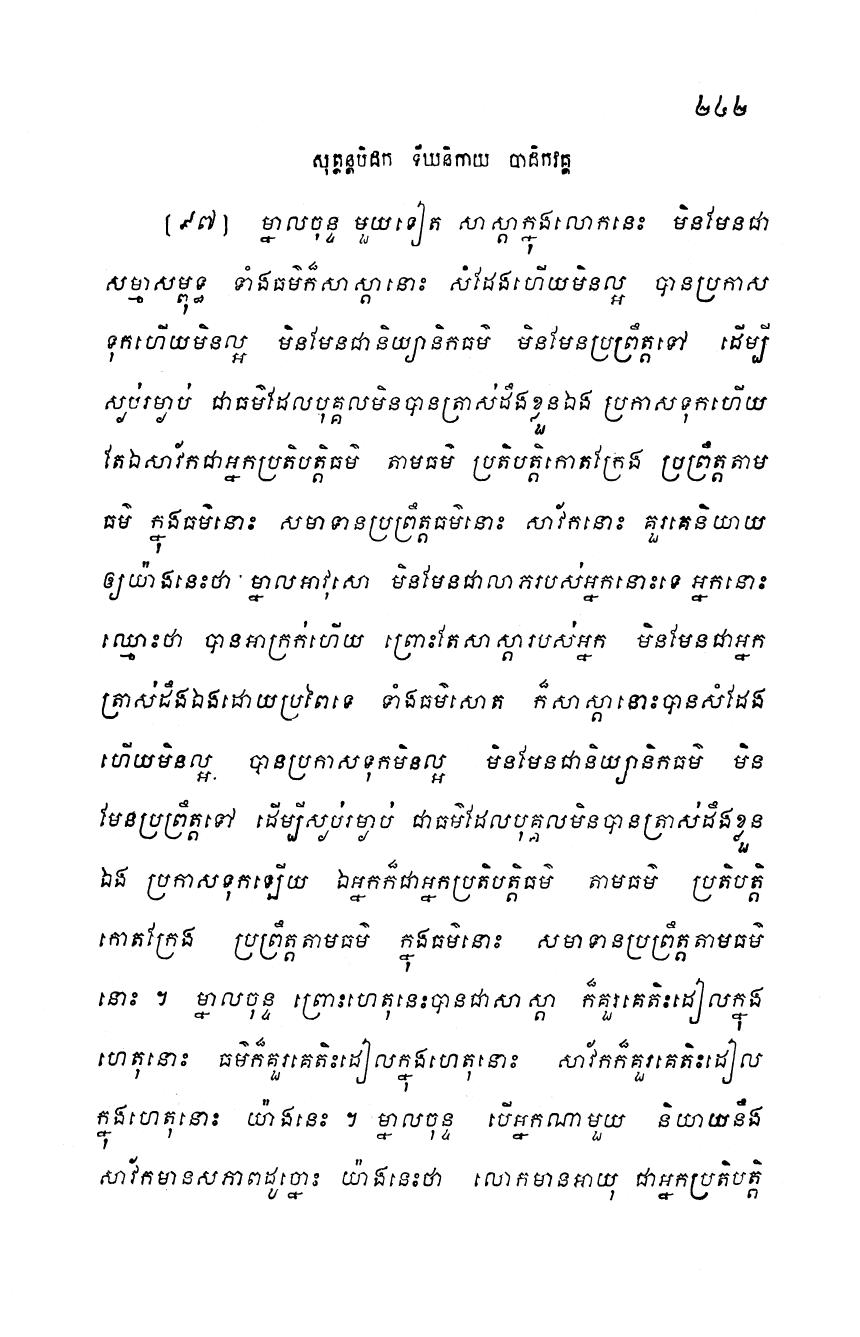 ២៤២
សុត្តន្តបិដក ទីឃនិកាយ បាដិកវគ្គ
[៩៧] ម្នាលចុន្ទ មួយទៀត សាស្តាក្នុងលោកនេះ មិនមែនជា
សម្មាសម្ពុទ្ធ ទាំងធម៌ក៏សាស្តានោះ សំដែងហើយមិនល្អ បានប្រកាស
ទុកហើយមិនល្អ មិនមែនជានិយ្យានិកធម៌ មិនមែនប្រព្រឹត្តទៅ ដើម្បី
ស្ងប់រម្ងាប់ ជាធម៌ដែលបុគ្គលមិនបានត្រាស់ដឹងខ្លួនឯង ប្រកាសទុកហើយ
តែឯសាវ័កជាអ្នកប្រតិបត្តិធម៌ តាមធម៌ ប្រតិបត្តិកោតក្រែង ប្រព្រឹត្តតាម
ធម៌ ក្នុងធម៌នោះ សមាទានប្រព្រឹត្តធម៌នោះ សាវ័កនោះ គួរគេនិយាយ
ឲ្យយ៉ាងនេះថា ម្នាលអាវុសោ មិនមែនជាលាភរបស់អ្នកនោះទេ អ្នកនោះ
ឈ្មោះថា បានអាក្រក់ហើយ ព្រោះតែសាស្តារបស់អ្នក មិនមែនជាអ្នក
ត្រាស់ដឹងឯងដោយប្រពៃទេ ទាំងធម៌សោត ក៏សាស្តានោះបានសំដែង
ហើយមិនល្អ បានប្រកាសទុកមិនល្អ មិនមែនជានិយ្យានិកធម៌ មិន
មែនប្រព្រឹត្តទៅ ដើម្បីស្ងប់រម្ងាប់ ជាធម៌ដែលបុគ្គលមិនបានត្រាស់ដឹងខ្លួន
ឯង ប្រកាសទុកឡើយ ឯអ្នកក៏ជាអ្នកប្រតិបត្តិធម៌ តាមធម៌ ប្រតិបត្តិ
កោតក្រែង ប្រព្រឹត្តតាមធម៌ ក្នុងធម៌នោះ សមាទានប្រព្រឹត្តតាមធម៌
នោះ ។ ម្នាលចុន្ទ ព្រោះហេតុនេះបានជាសាស្តា ក៏គួរគេតិះដៀលក្នុង
ហេតុនោះ ធម៌ក៏គួរគេតិះដៀលក្នុងហេតុនោះ សាវ័កក៏គួរគេតិះដៀល
ក្នុងហេតុនោះ យ៉ាងនេះ ។ ម្នាលចុន្ទ បើអ្នកណាមួយ និយាយនឹង
សាវ័កមានសភាពដូច្នោះ យ៉ាងនេះថា លោកមានអាយុ ជាអ្នកប្រតិបត្តិ